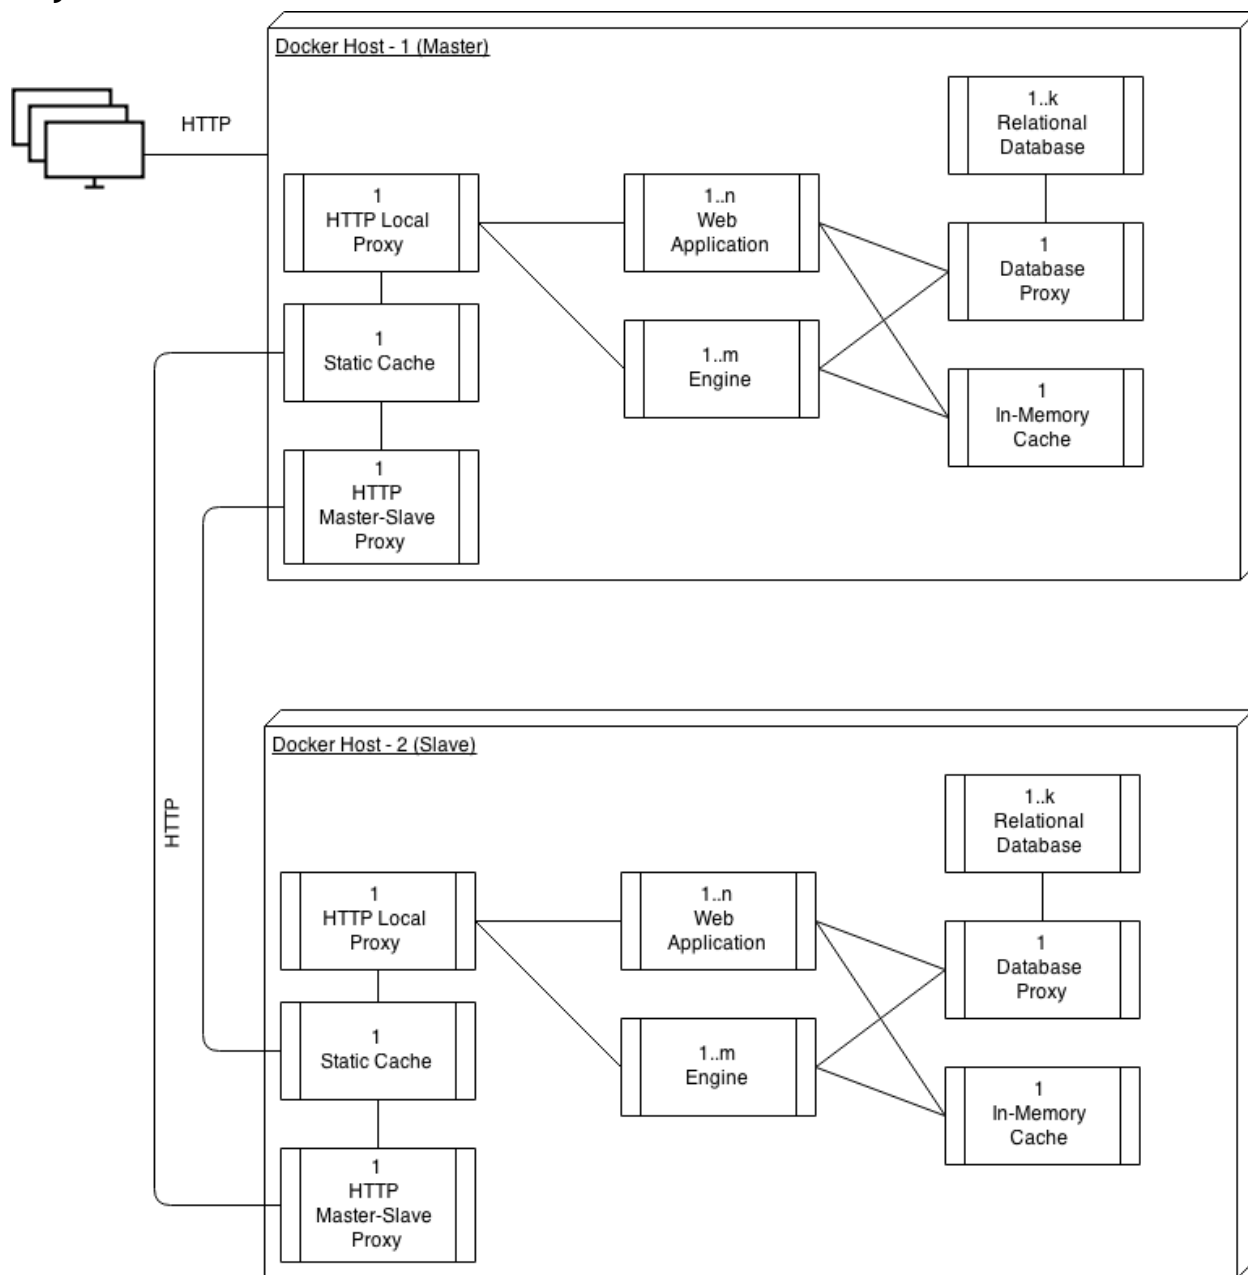 Docker Host - 1 (Master)
HTTP
1..k
Relational
Database
1
HTTP Local
Proxy
1..n
Web
Application
1
Database
Proxy
1
Static Cache
1..m
Engine
1
In-Memory
Cache
1
HTTP
Master-Slave
Proxy
HTTP
Docker Host - 2 (Slave)
1..k
Relational
Database
1
HTTP Local
Proxy
1..n
Web
Application
1
Database
Proxy
1
Static Cache
1..m
Engine
1
In-Memory
Cache
1
HTTP
Master-Slave
Proxy